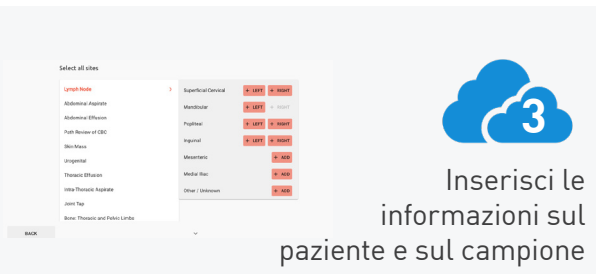 Select all sites
Lymph Node >
Abdominal Aspirate
Abdominal Effusion
Path Review of CBC
Skin Mass
Urogenital
Thoracic Effusion
Intra-Thoracic Aspirate
Joint Tap
Bone: Thoracic and Pelvic Limbs
Superficial Cervical + LEFT + RIGHT
Mandibular + LEFT + RIGHT
Popliteal + LEFT + RIGHT
Inguinal + LEFT + RIGHT
Mesenteric + ADD
Medial Iliac + ADD
Other / Unknown + ADD
BACK
3
Inserisci le
informazioni sul
paziente e sul campione